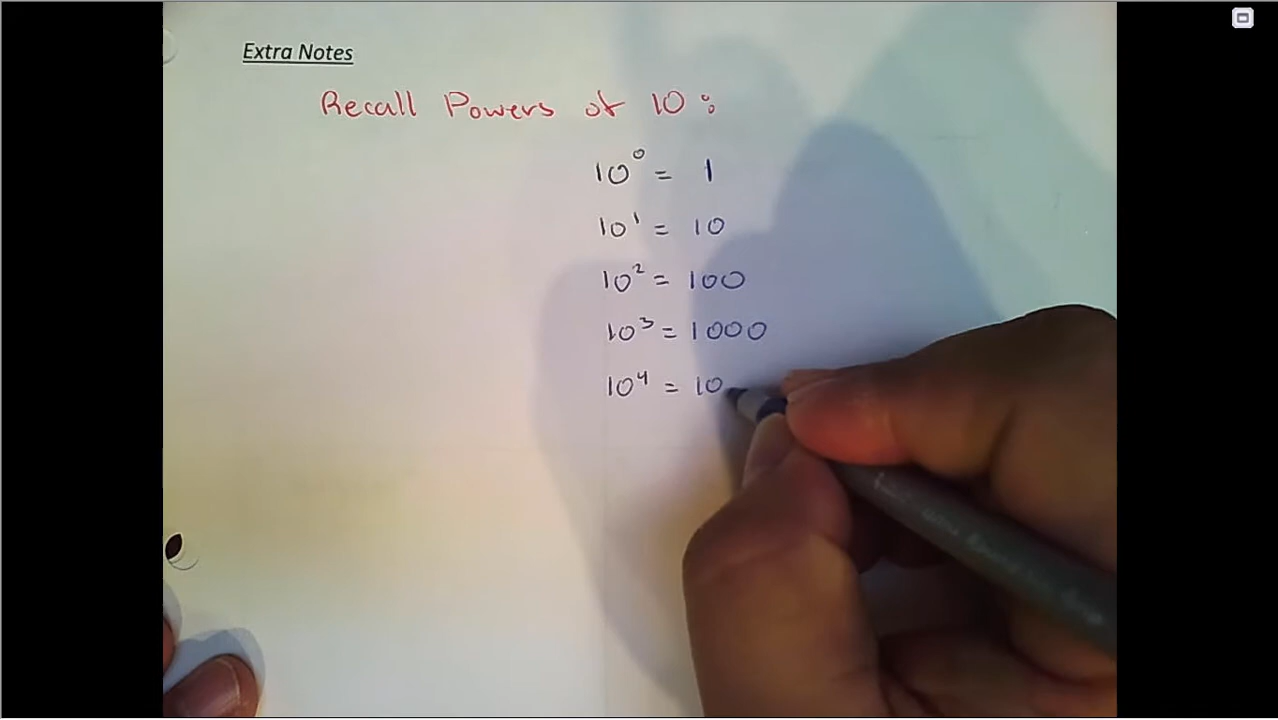 Extra Notes
Recall Powers of 10:
10⁰ = 1
10¹ = 10
10² = 100
10³ = 1000
10⁴ = 10